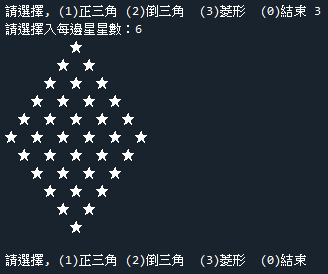 請選擇, (1)正三角 (2)倒三角  (3)菱形  (0)結束 3
請選擇入每邊星星數：6
          ★
        ★  ★
      ★  ★  ★
    ★  ★  ★  ★
  ★  ★  ★  ★  ★
★  ★  ★  ★  ★  ★
  ★  ★  ★  ★  ★
    ★  ★  ★  ★
      ★  ★  ★
        ★  ★
          ★
請選擇, (1)正三角 (2)倒三角  (3)菱形  (0)結束